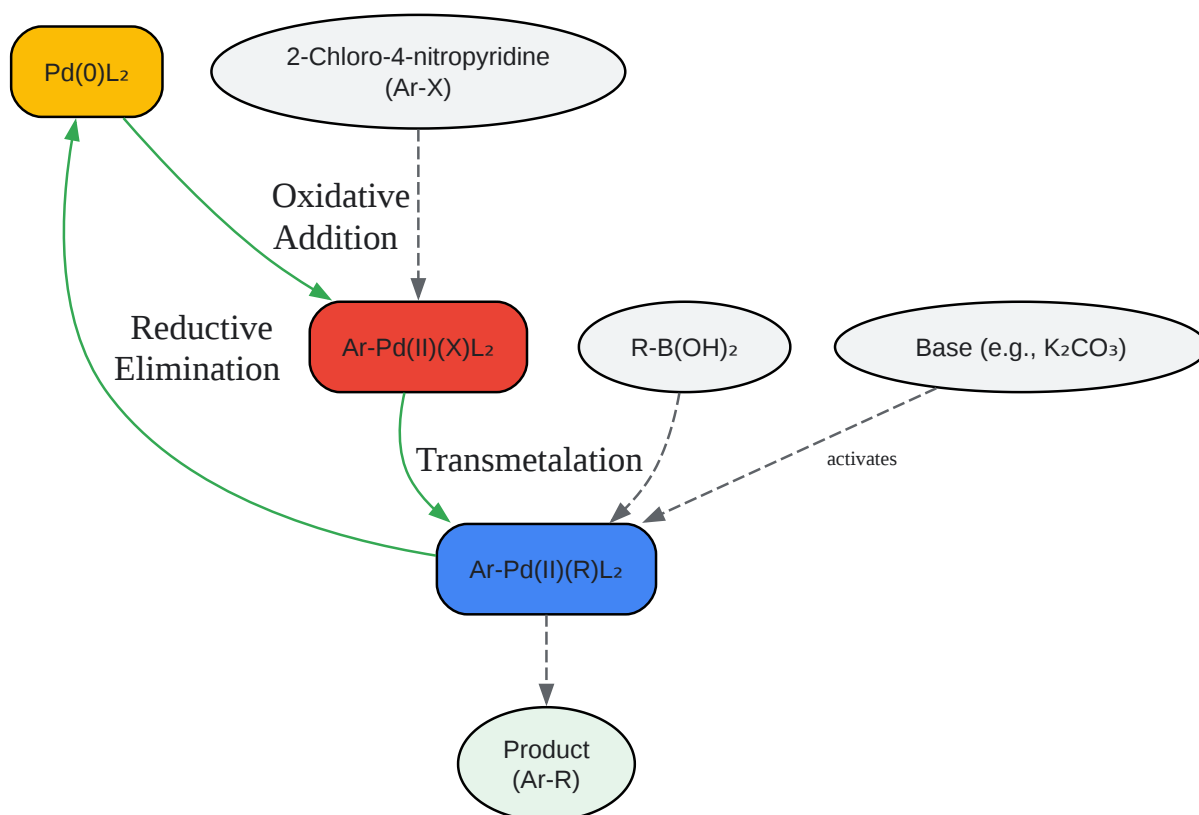 Pd(0)L₂
2-Chloro-4-nitropyridine
(Ar-X)
Oxidative
Addition
Reductive
Elimination
Ar-Pd(II)(X)L₂
R-B(OH)₂
Base (e.g., K₂CO₃)
Transmetalation
activates
Ar-Pd(II)(R)L₂
Product
(Ar-R)